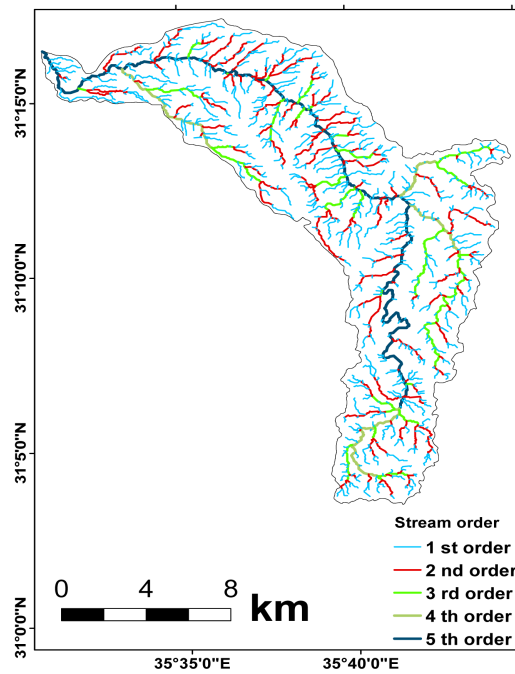 31°15'0"N
31°10'0"N
31°5'0"N
31°0'0"N
Stream order
1 st order
2 nd order
3 rd order
4 th order
5 th order
0 4 8
km
35°35'0"E 35°40'0"E